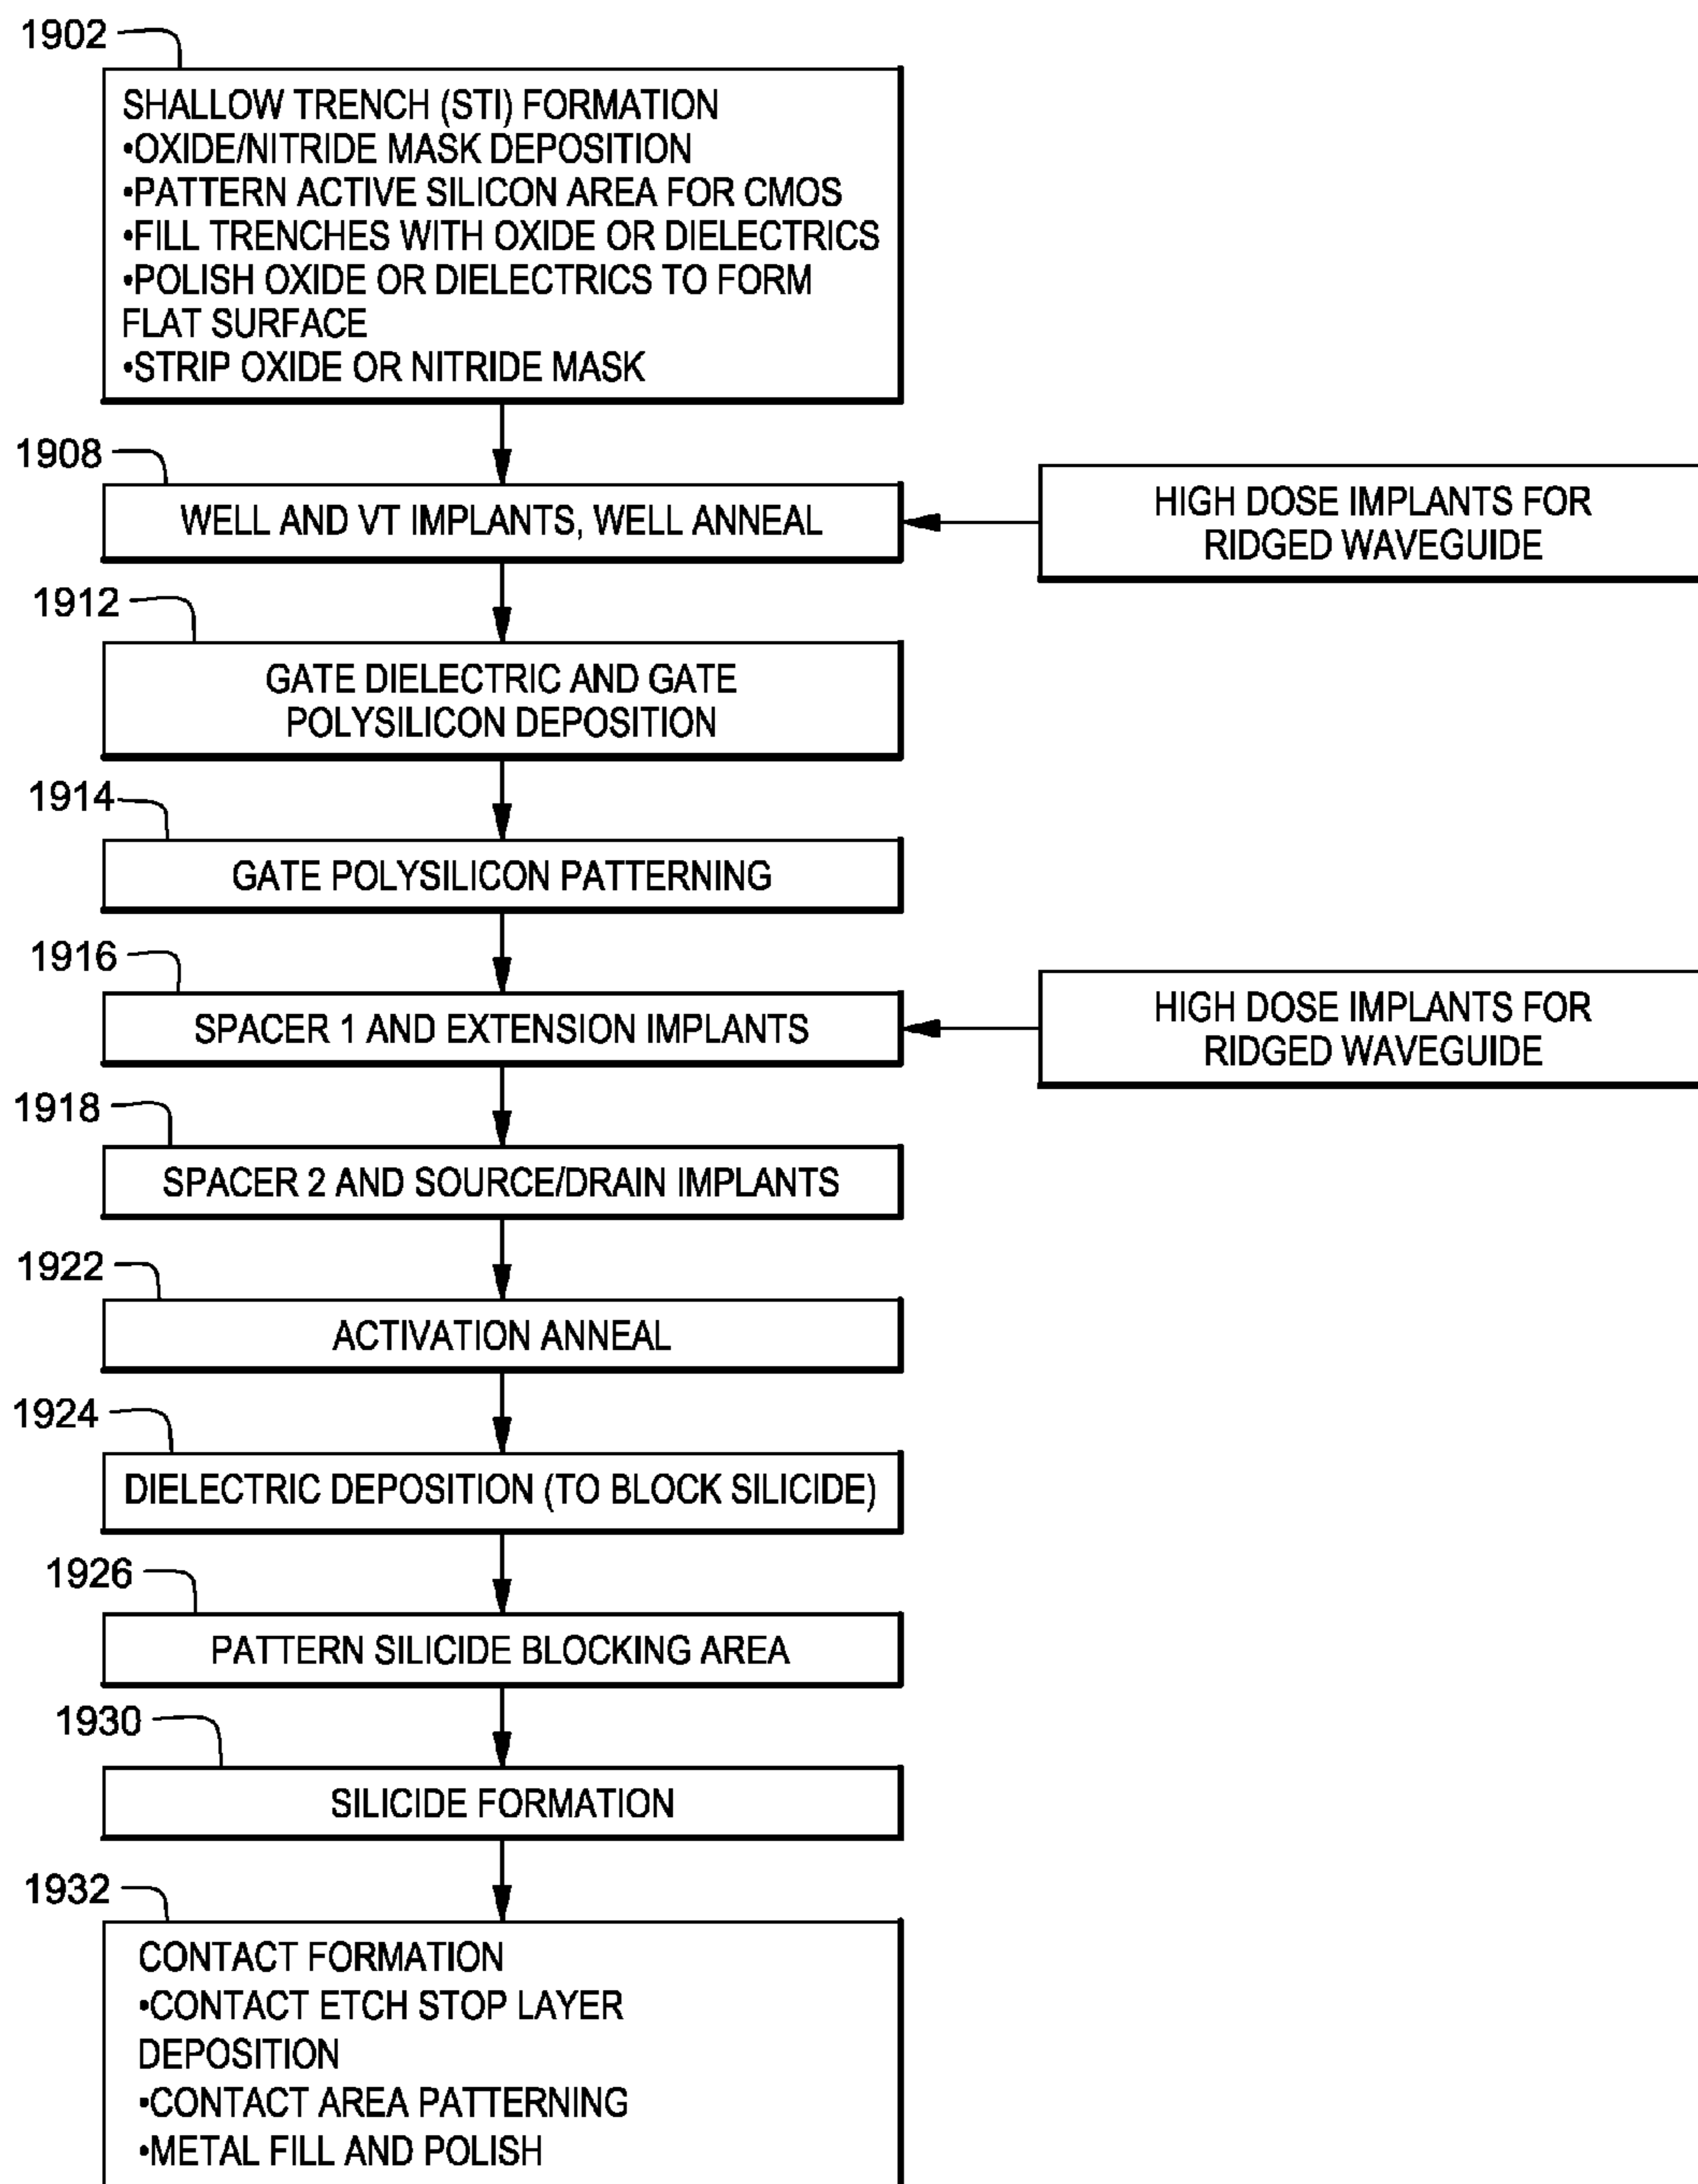 1902
SHALLOW TRENCH (STI) FORMATION
•OXIDE/NITRIDE MASK DEPOSITION
•PATTERN ACTIVE SILICON AREA FOR CMOS
•FILL TRENCHES WITH OXIDE OR DIELECTRICS
•POLISH OXIDE OR DIELECTRICS TO FORM
FLAT SURFACE
•STRIP OXIDE OR NITRIDE MASK
1908
WELL AND VT IMPLANTS, WELL ANNEAL
HIGH DOSE IMPLANTS FOR
RIDGED WAVEGUIDE
1912
GATE DIELECTRIC AND GATE
POLYSILICON DEPOSITION
1914
GATE POLYSILICON PATTERNING
1916
SPACER 1 AND EXTENSION IMPLANTS
HIGH DOSE IMPLANTS FOR
RIDGED WAVEGUIDE
1918
SPACER 2 AND SOURCE/DRAIN IMPLANTS
1922
ACTIVATION ANNEAL
1924
DIELECTRIC DEPOSITION (TO BLOCK SILICIDE)
1926
PATTERN SILICIDE BLOCKING AREA
1930
SILICIDE FORMATION
1932
CONTACT FORMATION
•CONTACT ETCH STOP LAYER
DEPOSITION
•CONTACT AREA PATTERNING
•METAL FILL AND POLISH